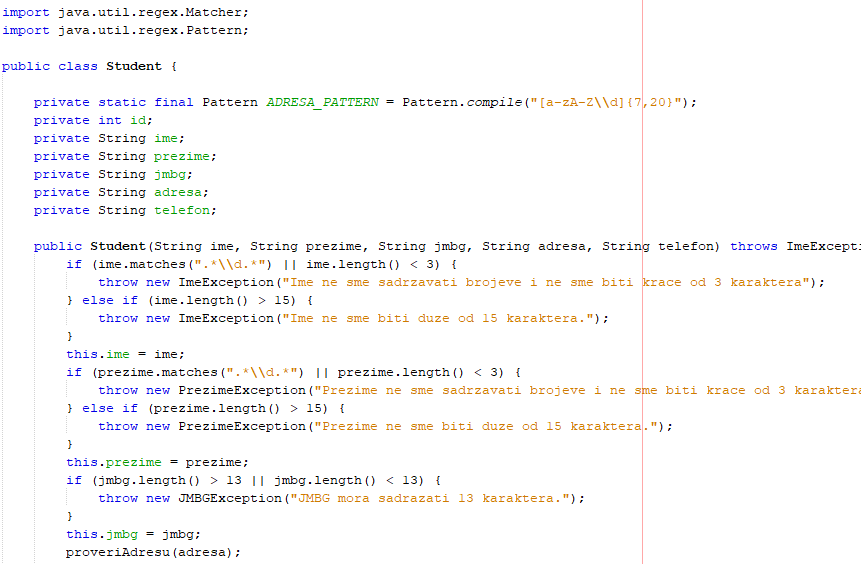 import java.util.regex.Matcher;
import java.util.regex.Pattern;
public class Student {
private static final Pattern ADRESA_PATTERN = Pattern.compile("[a-zA-Z\\d]{7,20}");
private int id;
private String ime;
private String prezime;
private String jmbg;
private String adresa;
private String telefon;
public Student(String ime, String prezime, String jmbg, String adresa, String telefon) throws ImeExcepti
if (ime.matches(".*\\d.*") || ime.length() < 3) {
throw new ImeException("Ime ne sme sadrzavati brojeve i ne sme biti krace od 3 karaktera");
} else if (ime.length() > 15) {
throw new ImeException("Ime ne sme biti duze od 15 karaktera.");
}
this.ime = ime;
if (prezime.matches(".*\\d.*") || prezime.length() < 3) {
throw new PrezimeException("Prezime ne sme sadrzavati brojeve i ne sme biti krace od 3 karaktera
} else if (prezime.length() > 15) {
throw new PrezimeException("Prezime ne sme biti duze od 15 karaktera.");
}
this.prezime = prezime;
if (jmbg.length() > 13 || jmbg.length() < 13) {
throw new JMBGException("JMBG mora sadrazati 13 karaktera.");
}
this.jmbg = jmbg;
proveriAdresu(adresa);